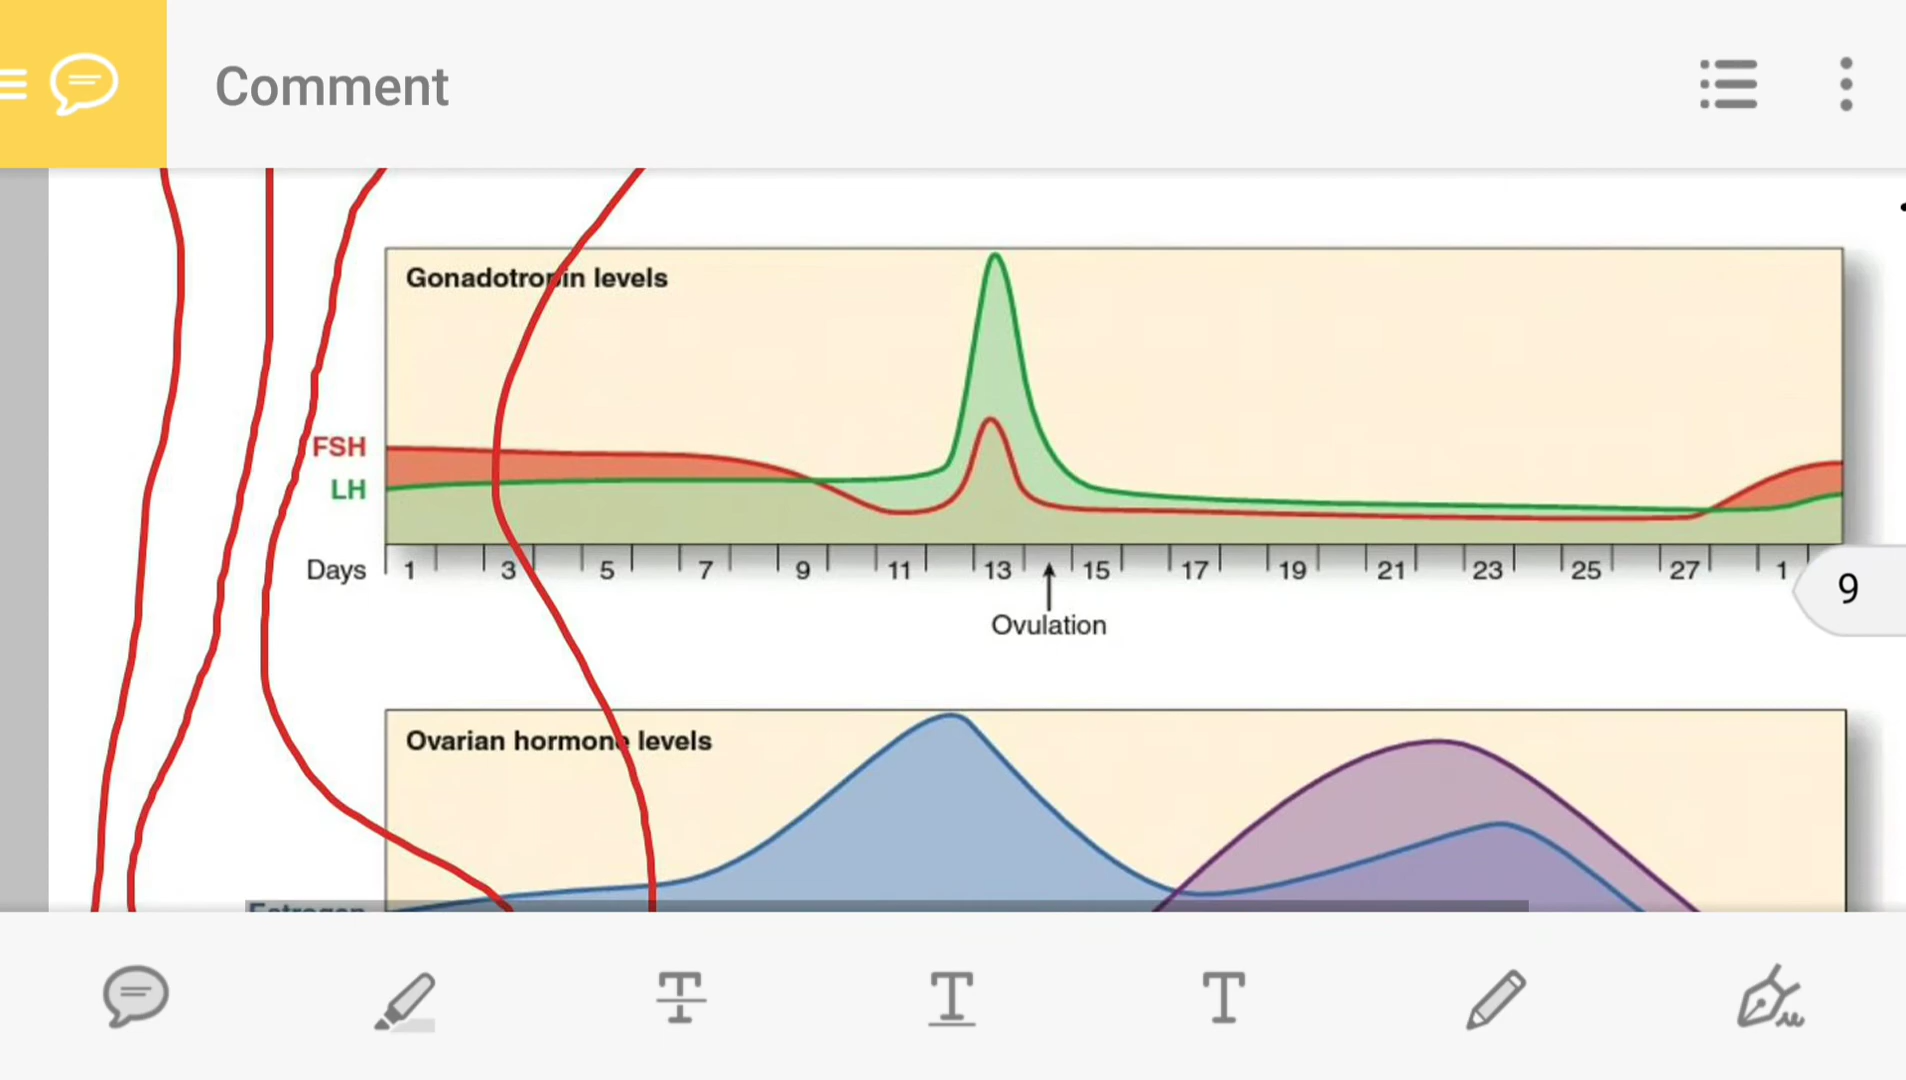 Comment
Gonadotropin levels
FSH
LH
Days 1 3 5 7 9 11 13 15 17 19 21 23 25 27 1
9
Ovulation
Ovarian hormone levels
Estrogen